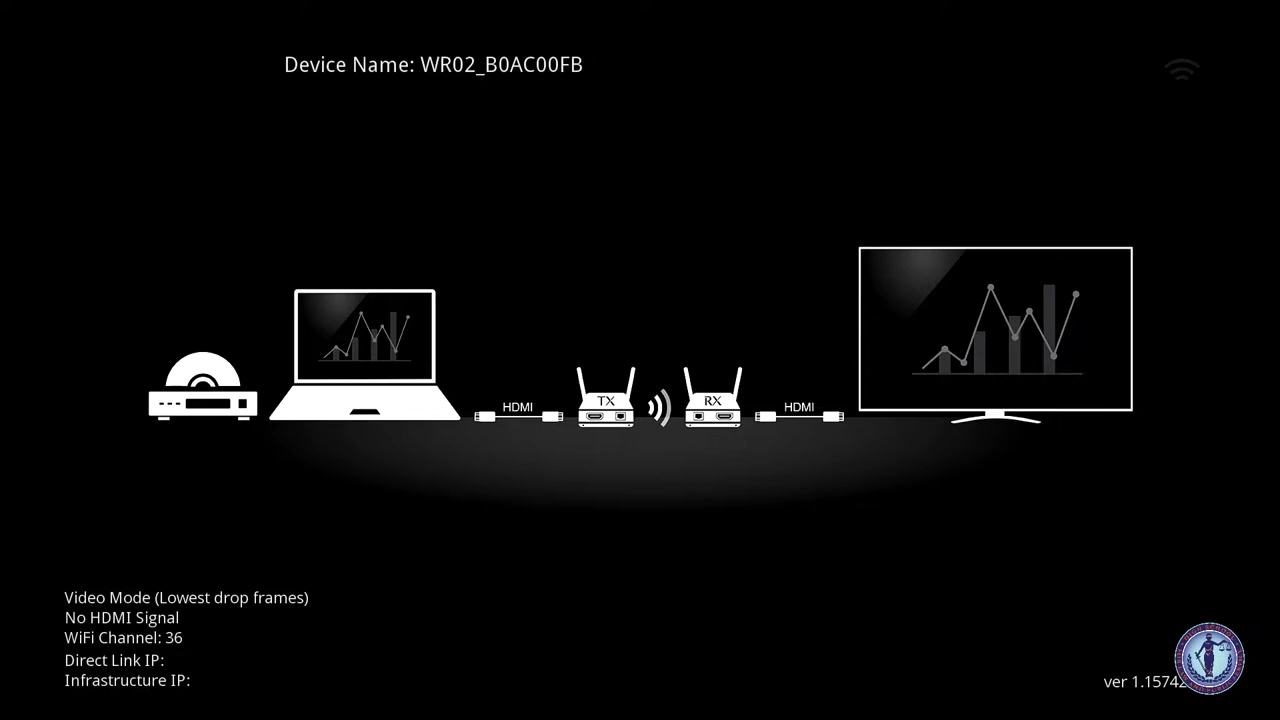 Device Name: WR02_B0AC00FB
HDMI
TX
RX
HDMI
Video Mode (Lowest drop frames)
No HDMI Signal
WiFi Channel: 36
Direct Link IP:
Infrastructure IP:
ver 1.15742